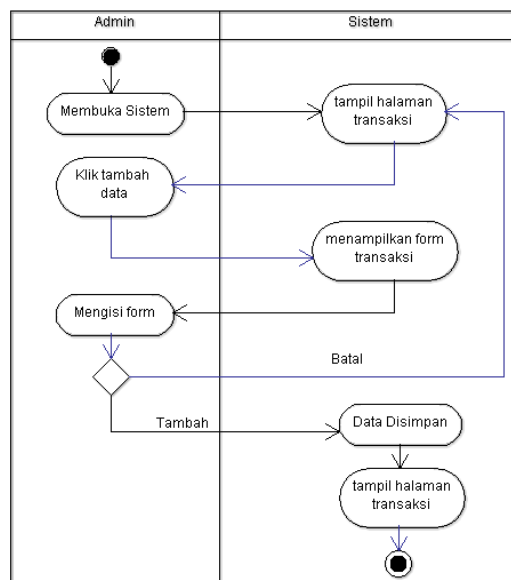 Admin
Sistem
Membuka Sistem
tampil halaman
transaksi
Klik tambah
data
menampilkan form
transaksi
Mengisi form
Batal
Tambah
Data Disimpan
tampil halaman
transaksi